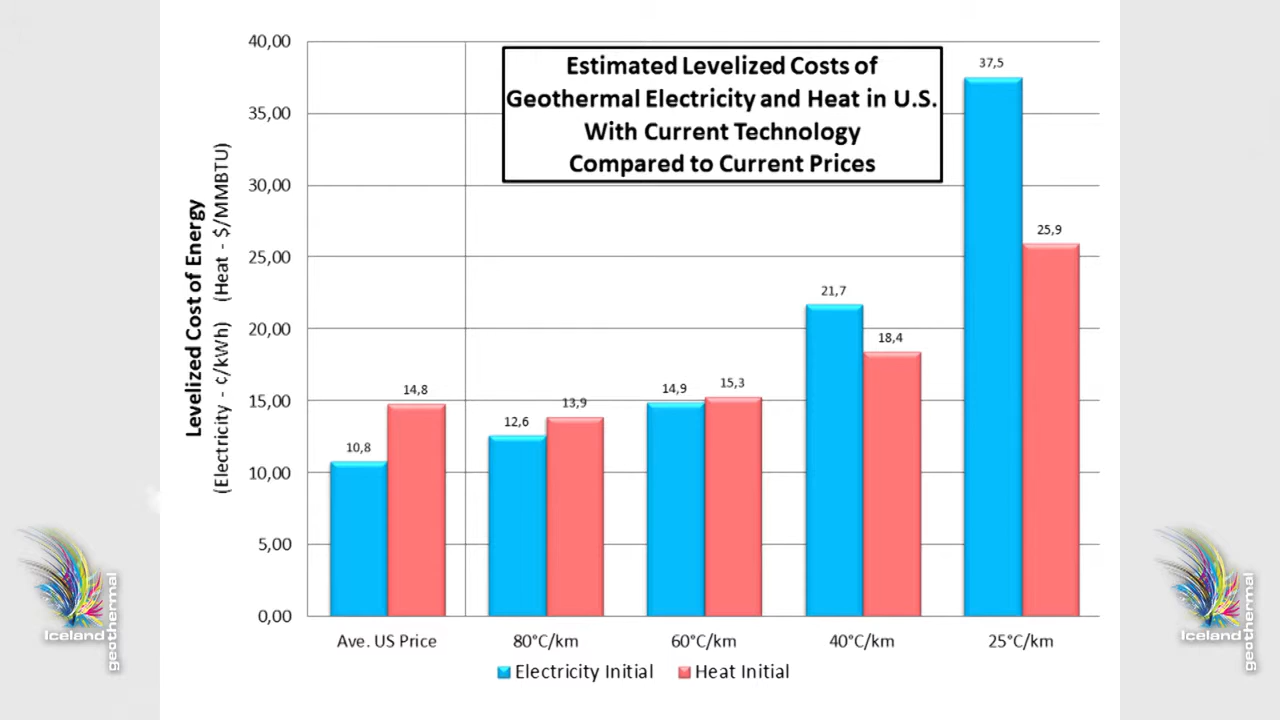 Estimated Levelized Costs of
Geothermal Electricity and Heat in U.S.
With Current Technology
Compared to Current Prices
Levelized Cost of Energy
(Electricity - ¢/kWh) (Heat - $/MMBTU)
40,00
35,00
30,00
25,00
20,00
15,00
10,00
5,00
0,00
10,8
14,8
12,6
13,9
14,9
15,3
21,7
18,4
37,5
25,9
Ave. US Price
80°C/km
60°C/km
40°C/km
25°C/km
Electricity Initial
Heat Initial
Iceland
geothermal
Iceland
geothermal